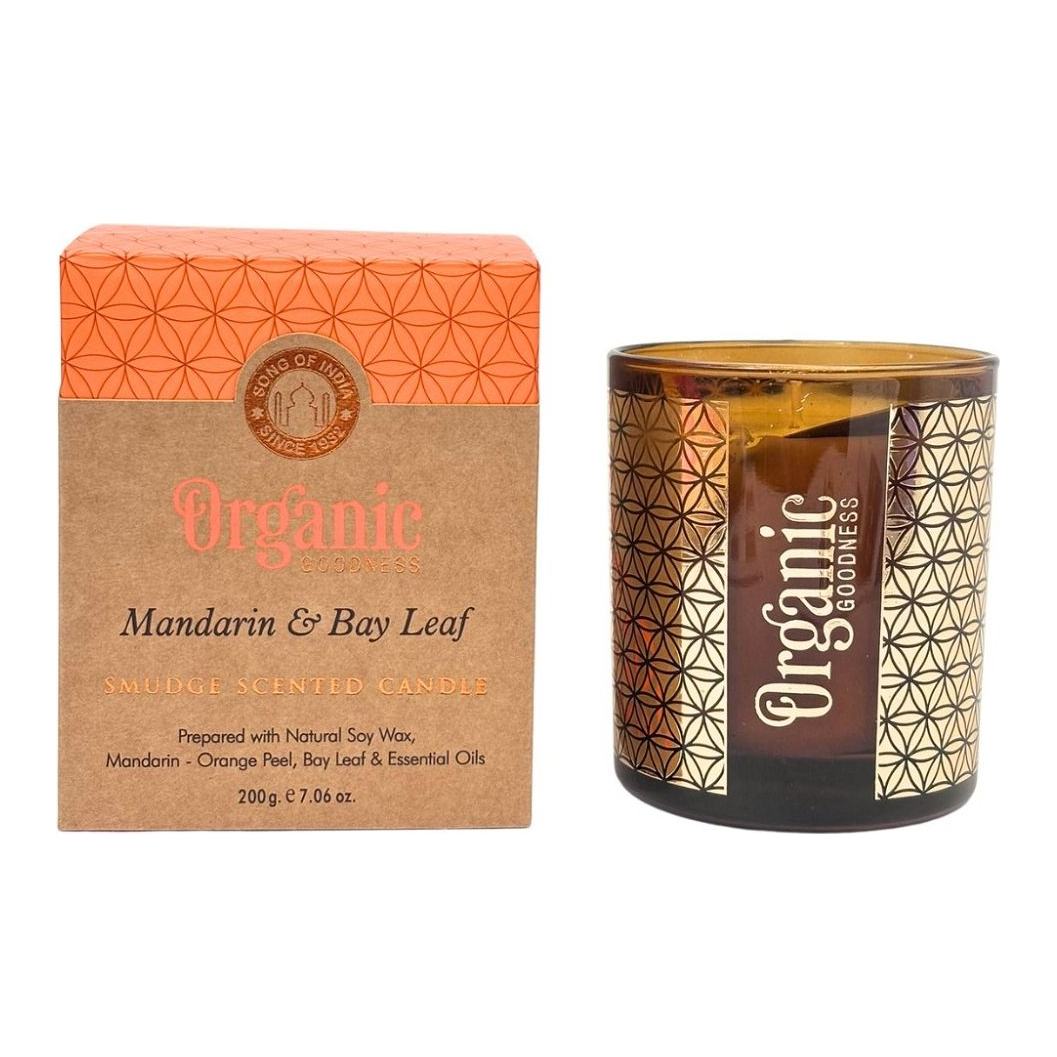 SONG OF INDIA
SINCE 1932
Organic
GOODNESS
Mandarin & Bay Leaf
SMUDGE SCENTED CANDLE
Prepared with Natural Soy Wax,
Mandarin - Orange Peel, Bay Leaf & Essential Oils
200g. e 7.06 oz.
Organic
GOODNESS